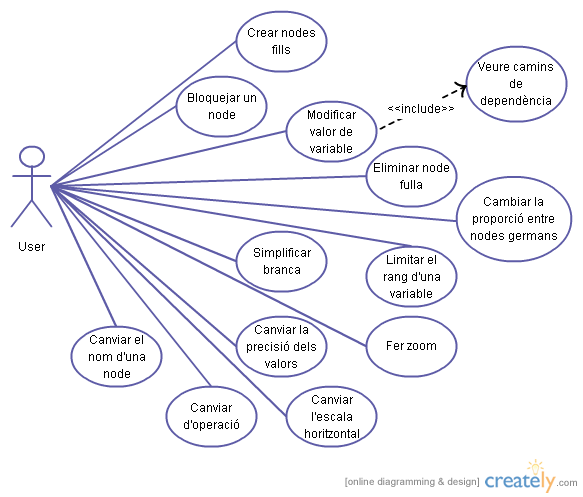 Crear nodes
fills
Veure camins
de
dependència
Bloquejar un
node
<<include>>
Modificar
valor de
variable
Eliminar node
fulla
Cambiar la
proporció entre
nodes germans
User
Simplificar
branca
Limitar el
rang d'una
variable
Canviar el
nom d'una
node
Canviar la
precisió dels
valors
Fer zoom
Canviar
d'operació
Canviar
l'escala
horitzontal
[online diagramming & design] creately.com